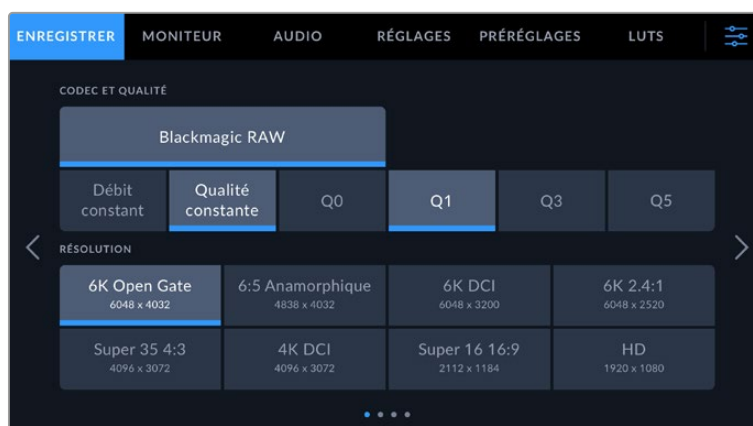 ENREGISTRER MONITEUR AUDIO RÉGLAGES PRÉRÉGLAGES LUTS
CODEC ET QUALITÉ
Blackmagic RAW
Débit constant Qualité constante Q0 Q1 Q3 Q5
RÉSOLUTION
6K Open Gate 6:5 Anamorphique 6K DCI 6K 2.4:1
6048 x 4032 4838 x 4032 6048 x 3200 6048 x 2520
Super 35 4:3 4K DCI Super 16 16:9 HD
4096 x 3072 4096 x 3072 2112 x 1184 1920 x 1080